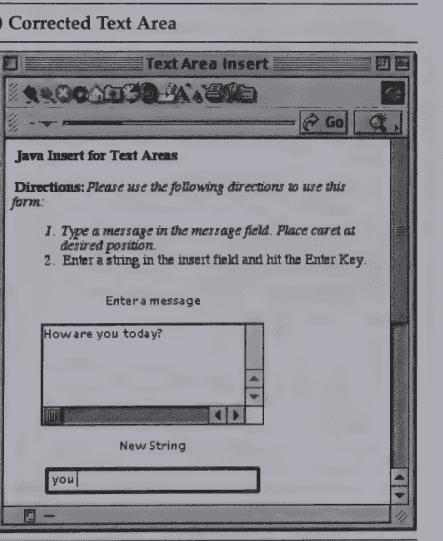 Corrected Text Area
Text Area Insert
Go
Java Insert for Text Areas
Directions: Please use the following directions to use this
form:
1. Type a message in the message field. Place caret at
desired position.
2. Enter a string in the insert field and hit the Enter Key.
Enter a message
How are you today?
New String
you